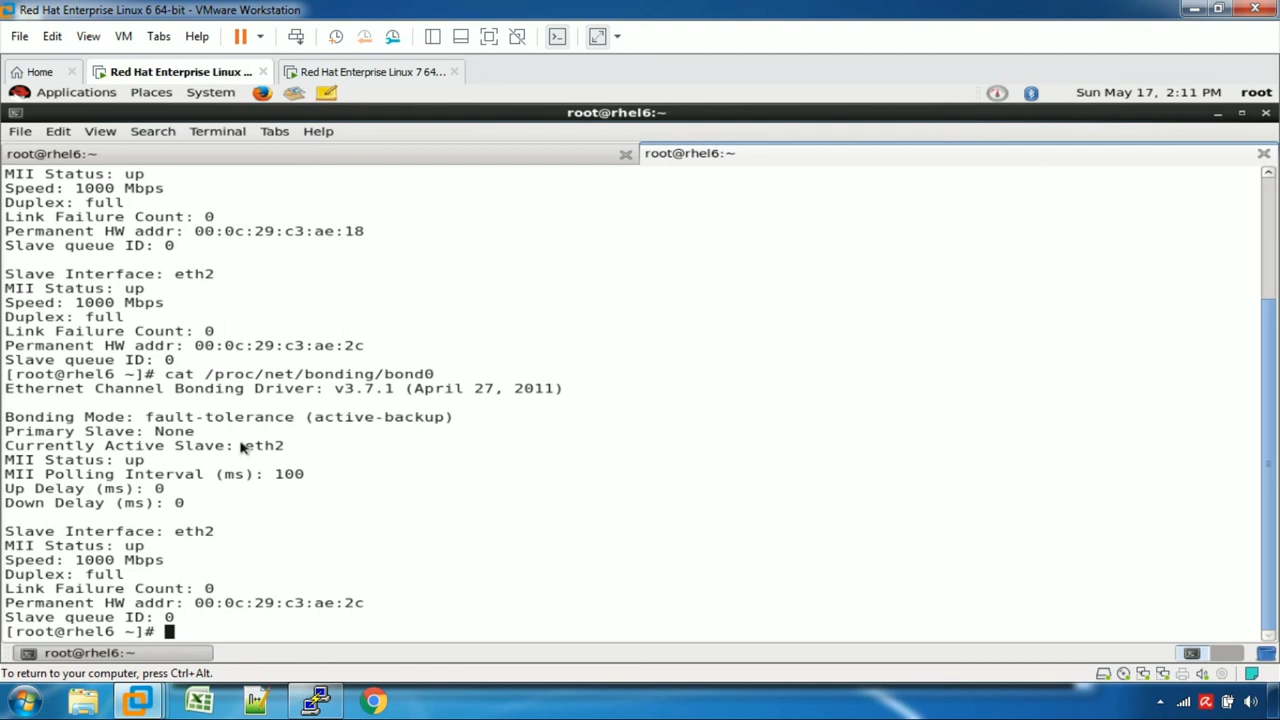 Red Hat Enterprise Linux 6 64-bit - VMware Workstation
File Edit View VM Tabs Help
Home Red Hat Enterprise Linux ... Red Hat Enterprise Linux 7 64...
Applications Places System Sun May 17, 2:11 PM root
root@rhel6:~
File Edit View Search Terminal Tabs Help
root@rhel6:~ root@rhel6:~
MII Status: up
Speed: 1000 Mbps
Duplex: full
Link Failure Count: 0
Permanent HW addr: 00:0c:29:c3:ae:18
Slave queue ID: 0
Slave Interface: eth2
MII Status: up
Speed: 1000 Mbps
Duplex: full
Link Failure Count: 0
Permanent HW addr: 00:0c:29:c3:ae:2c
Slave queue ID: 0
[root@rhel6 ~]# cat /proc/net/bonding/bond0
Ethernet Channel Bonding Driver: v3.7.1 (April 27, 2011)
Bonding Mode: fault-tolerance (active-backup)
Primary Slave: None
Currently Active Slave: eth2
MII Status: up
MII Polling Interval (ms): 100
Up Delay (ms): 0
Down Delay (ms): 0
Slave Interface: eth2
MII Status: up
Speed: 1000 Mbps
Duplex: full
Link Failure Count: 0
Permanent HW addr: 00:0c:29:c3:ae:2c
Slave queue ID: 0
[root@rhel6 ~]#
root@rhel6:~
To return to your computer, press Ctrl+Alt.